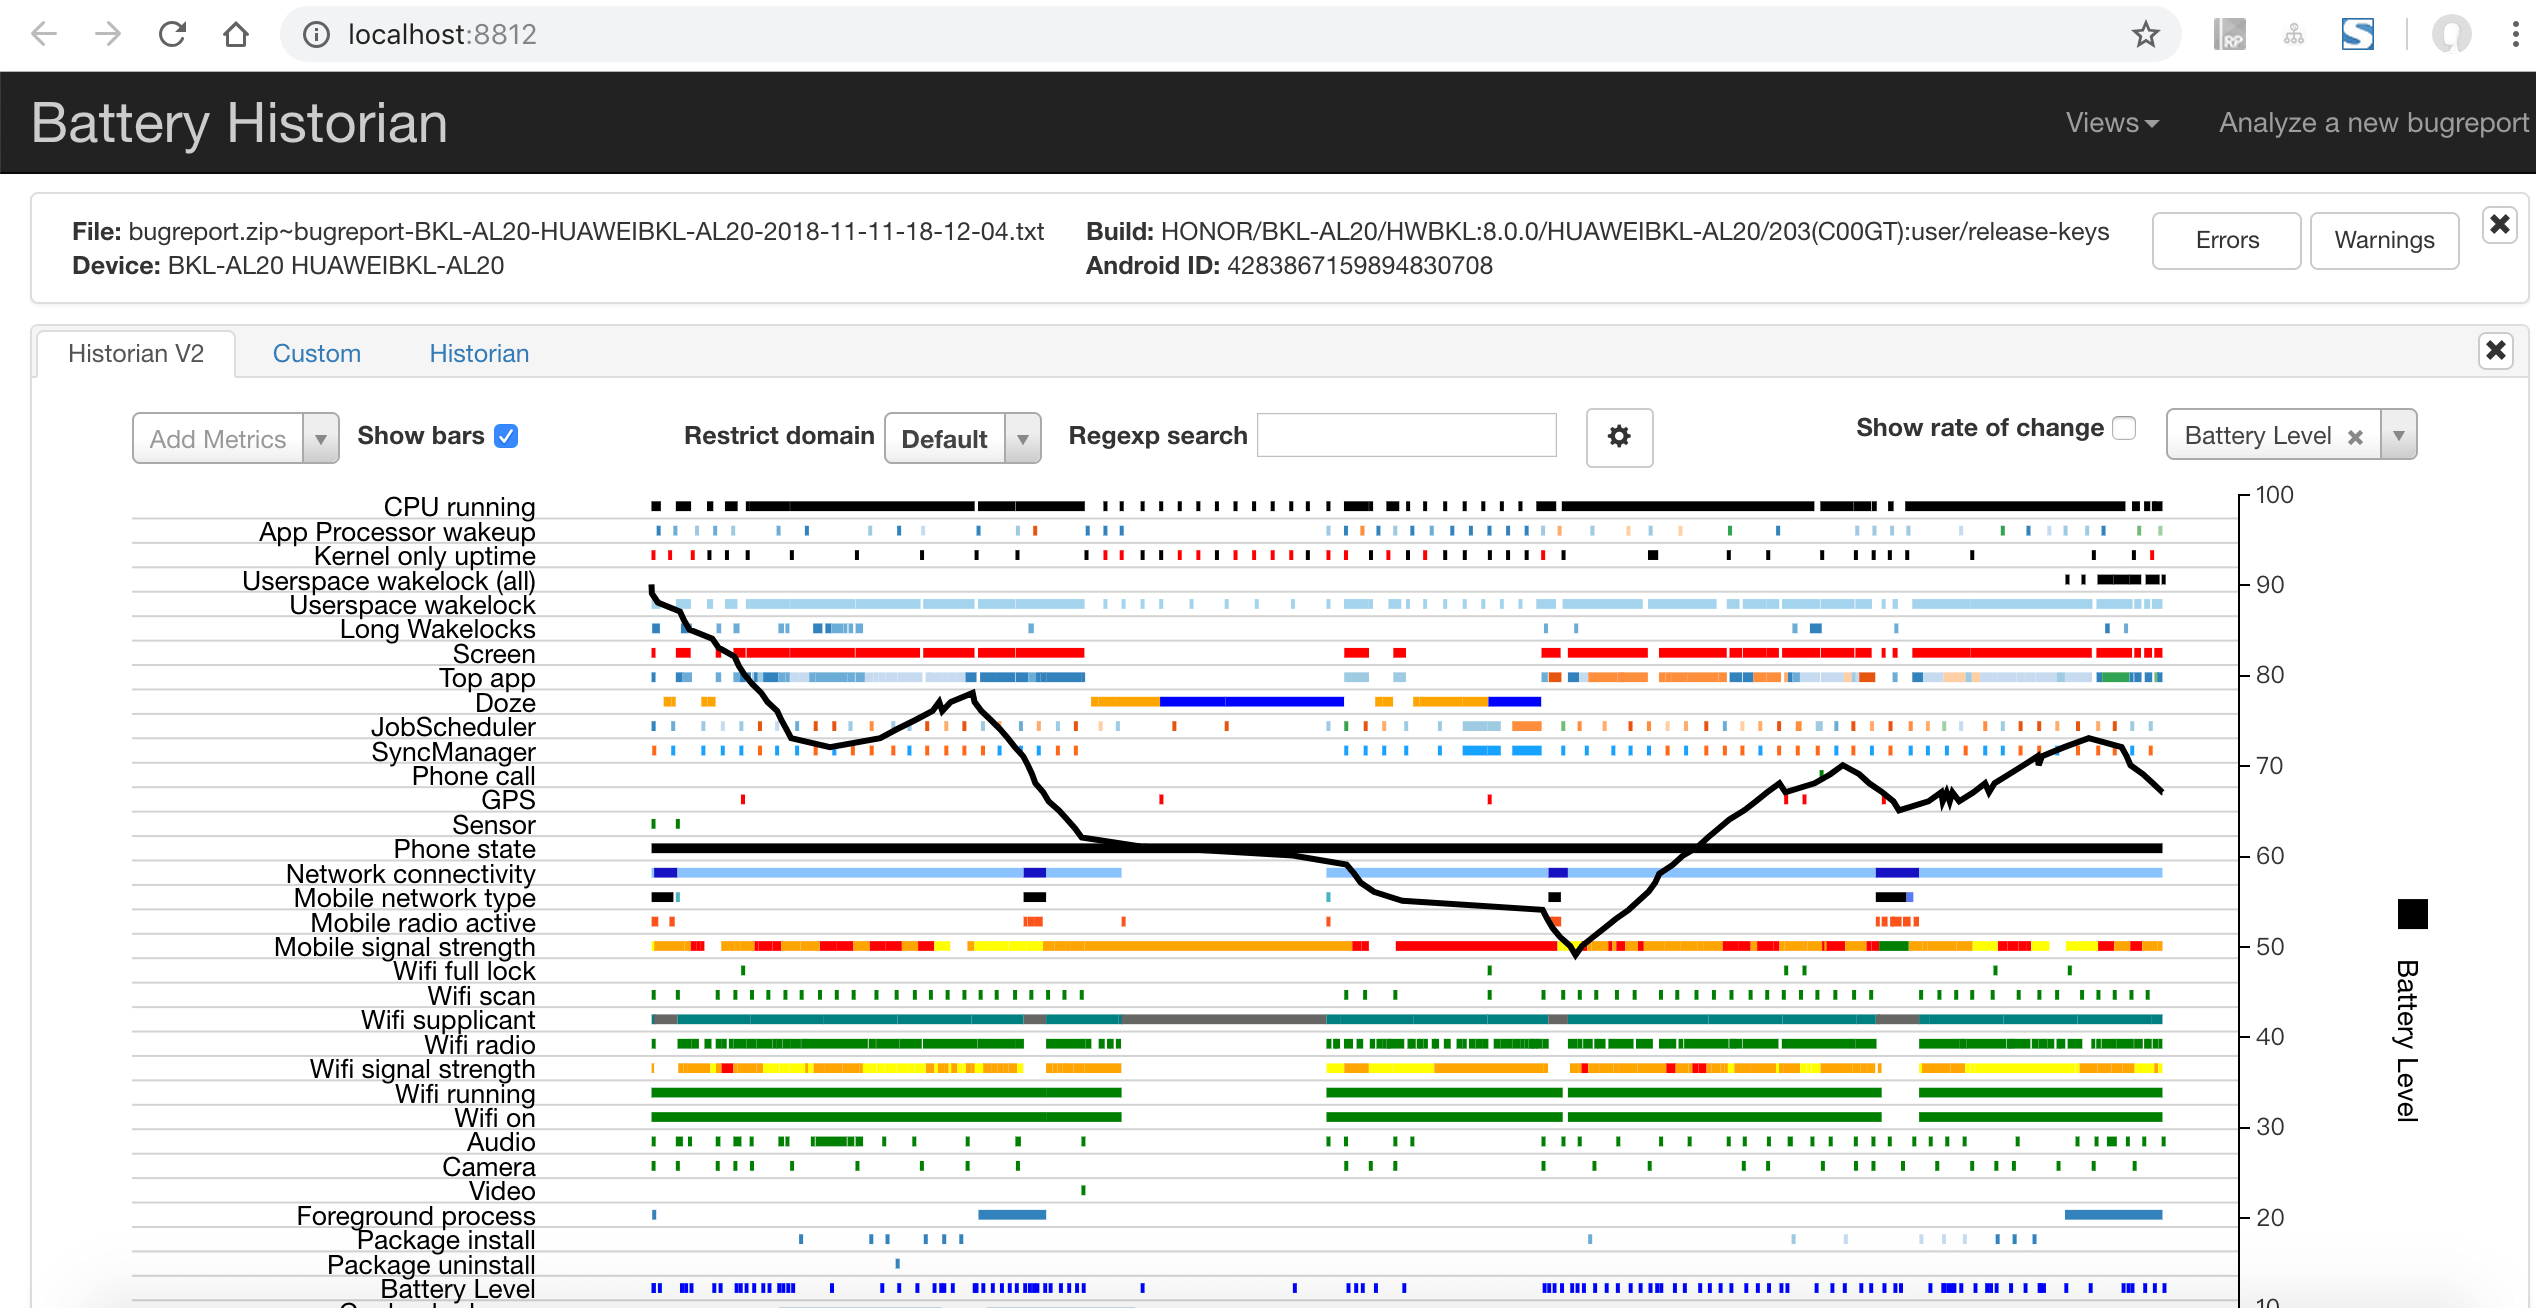 localhost:8812
RP
Battery Historian
Views
Analyze a new bugreport
File: bugreport.zip~bugreport-BKL-AL20-HUAWEIBKL-AL20-2018-11-11-18-12-04.txt
Device: BKL-AL20 HUAWEIBKL-AL20
Build: HONOR/BKL-AL20/HWBKL:8.0.0/HUAWEIBKL-AL20/203(C00GT):user/release-keys
Android ID: 4283867159894830708
Errors
Warnings
Historian V2
Custom
Historian
Add Metrics
Show bars
Restrict domain
Default
Regexp search
Show rate of change
Battery Level
CPU running
App Processor wakeup
Kernel only uptime
Userspace wakelock (all)
Userspace wakelock
Long Wakelocks
Screen
Top app
Doze
JobScheduler
SyncManager
Phone call
GPS
Sensor
Phone state
Network connectivity
Mobile network type
Mobile radio active
Mobile signal strength
Wifi full lock
Wifi scan
Wifi supplicant
Wifi radio
Wifi signal strength
Wifi running
Wifi on
Audio
Camera
Video
Foreground process
Package install
Package uninstall
Battery Level
100
90
80
70
60
50
40
30
20
10
Battery Level